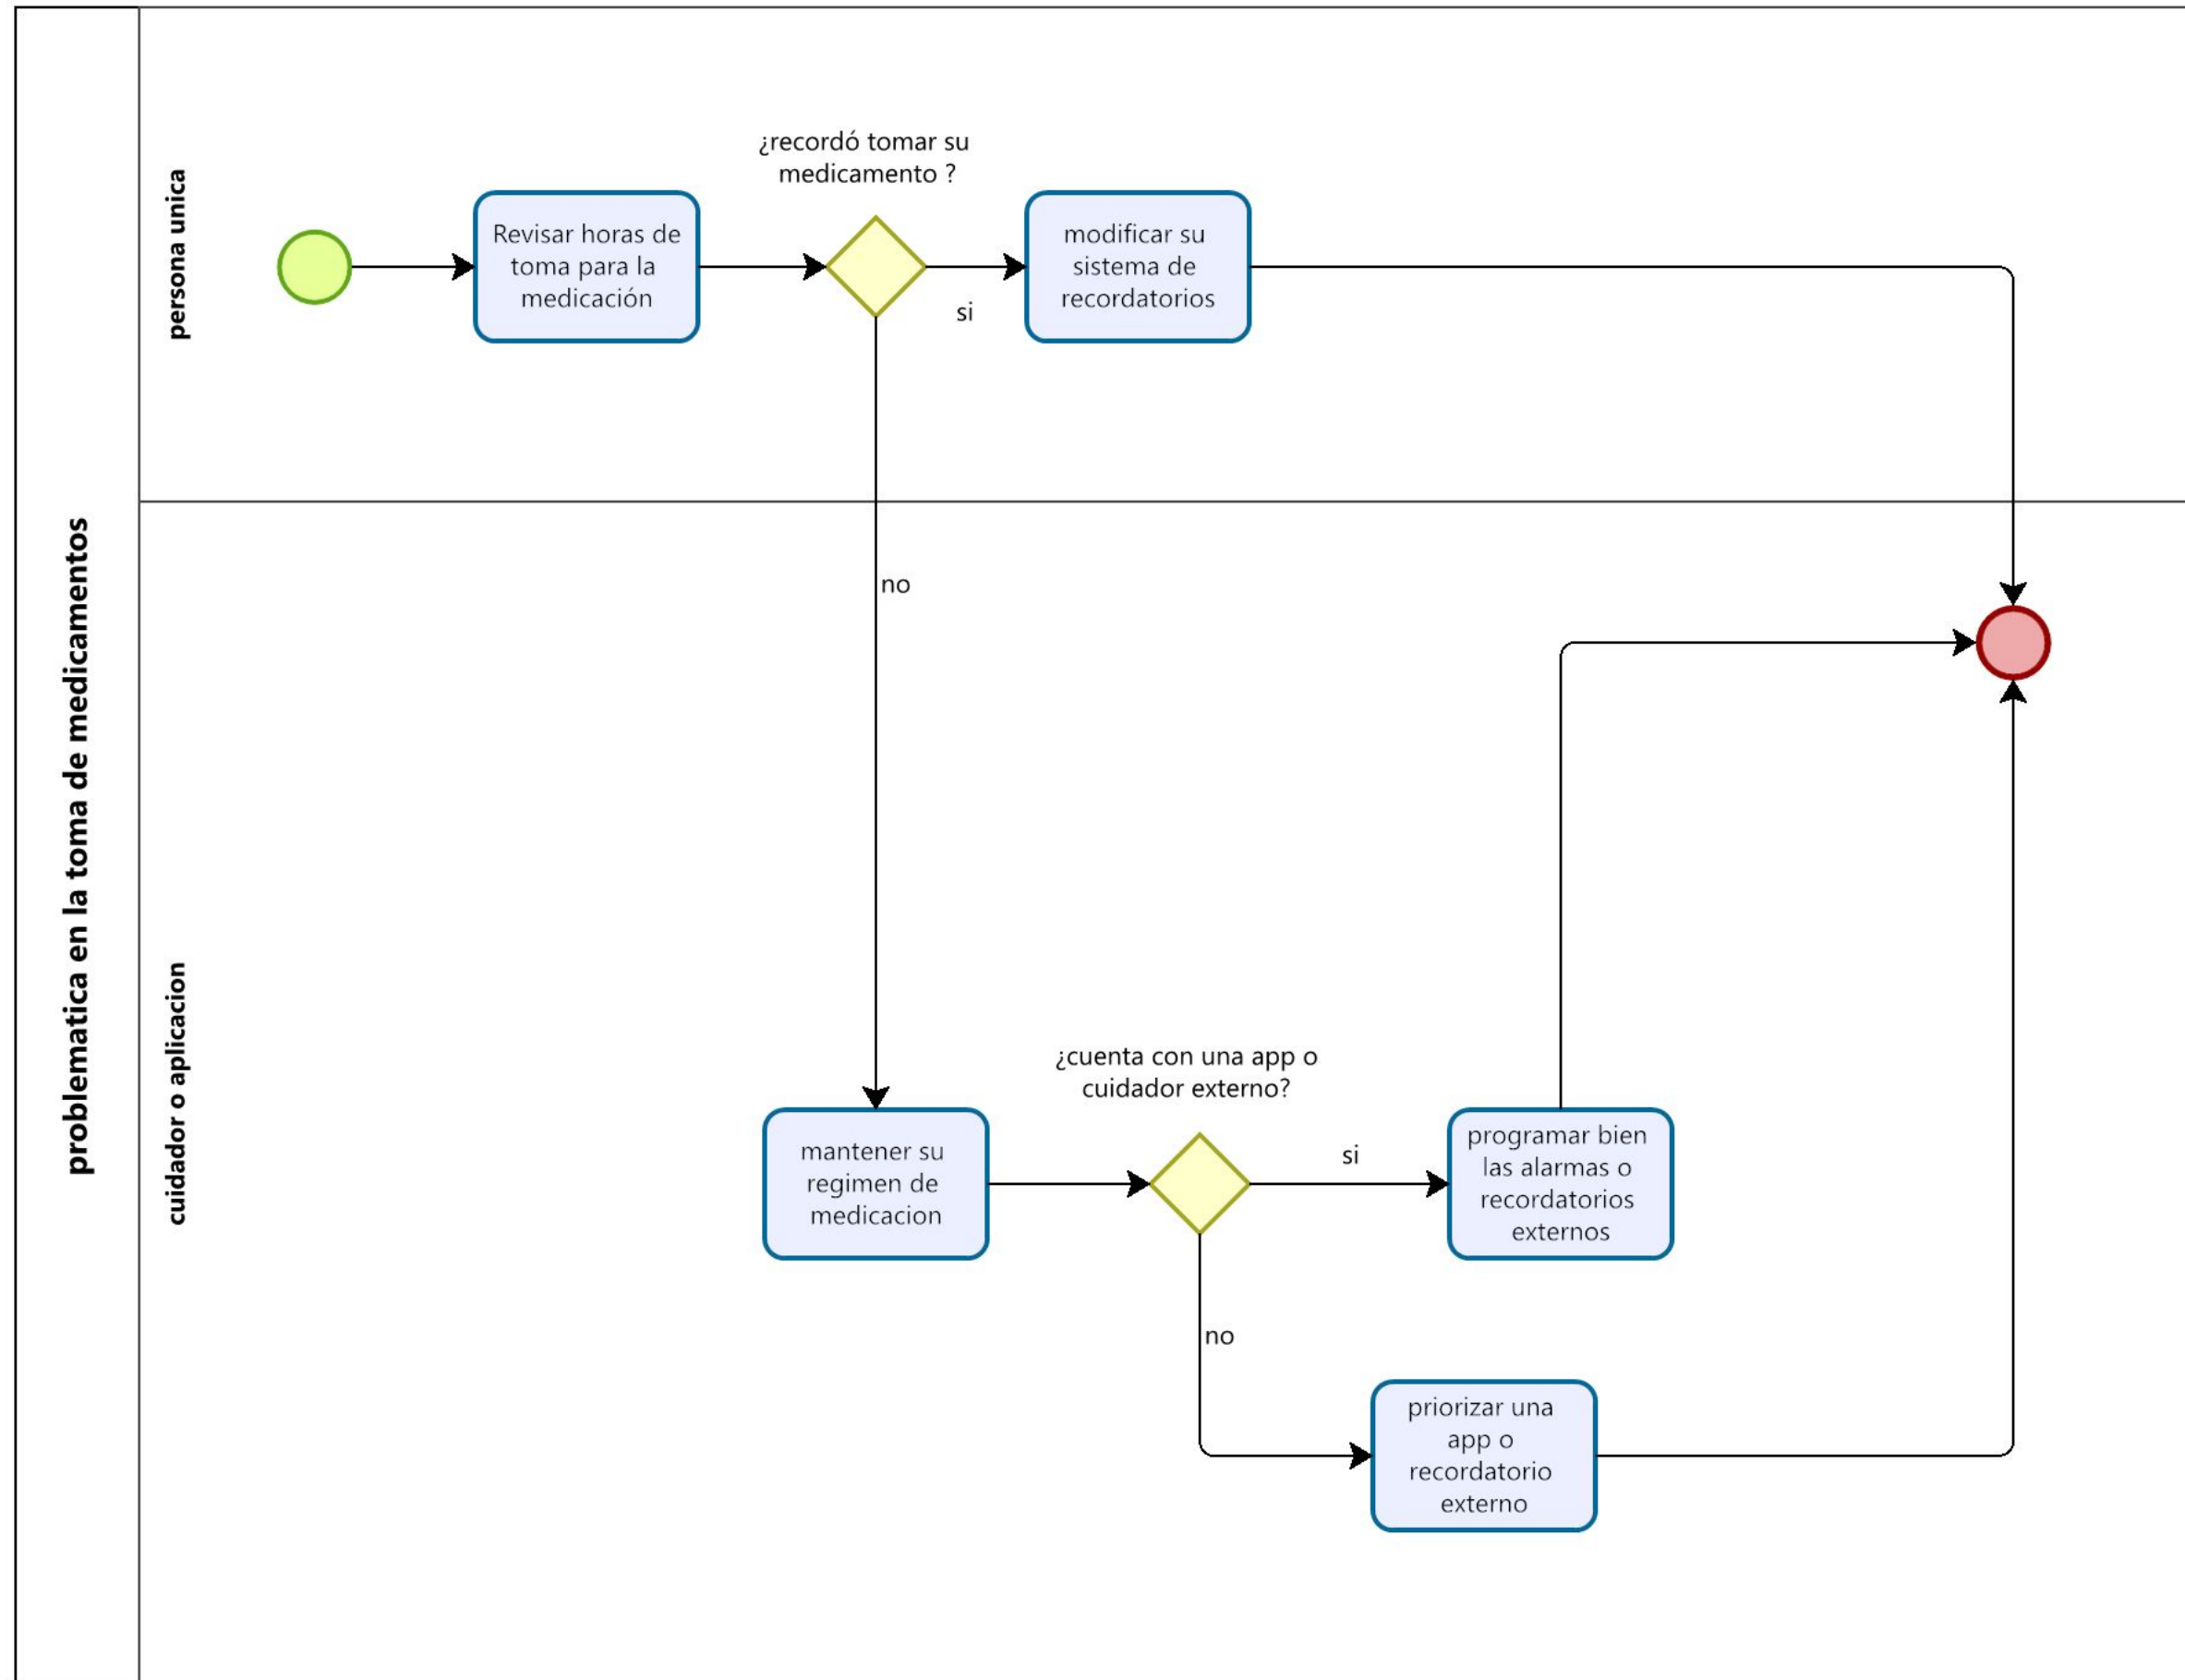 problematica en la toma de medicamentos
persona unica
Revisar horas de
toma para la
medicación
¿recordó tomar su
medicamento ?
si
modificar su
sistema de
recordatorios
no
cuidador o aplicacion
mantener su
regimen de
medicacion
¿cuenta con una app o
cuidador externo?
si
programar bien
las alarmas o
recordatorios
externos
no
priorizar una
app o
recordatorio
externo